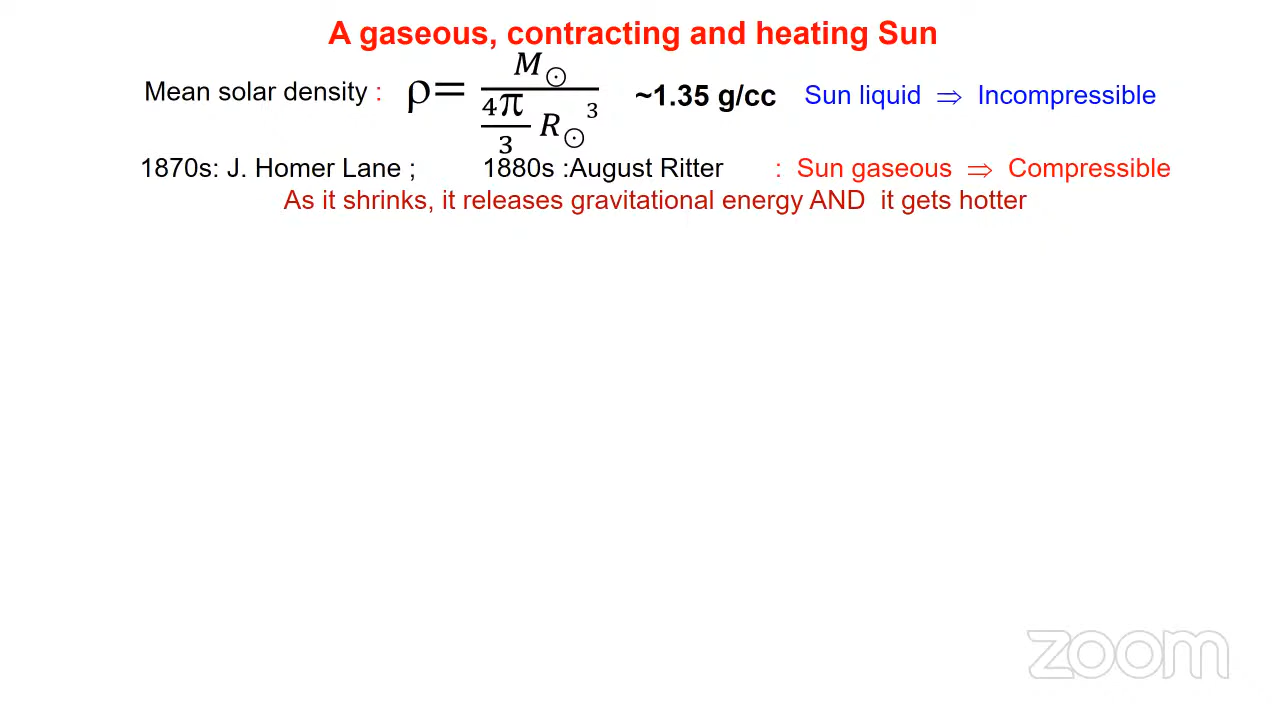 A gaseous, contracting and heating Sun
Mean solar density : ρ= M⊙ / (4π/3 R⊙³) ~1.35 g/cc Sun liquid ⇒ Incompressible
1870s: J. Homer Lane ; 1880s :August Ritter : Sun gaseous ⇒ Compressible
As it shrinks, it releases gravitational energy AND it gets hotter
zoom